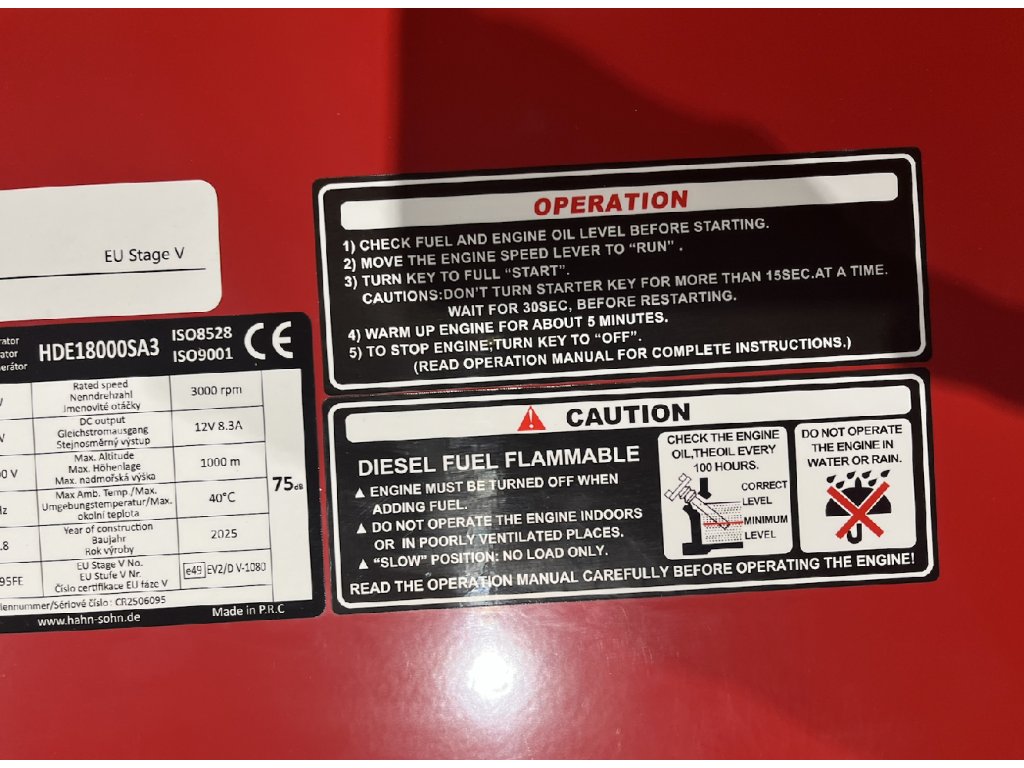 EU Stage V
HDE18000SA3
ISO8528
ISO9001
CE
Rated speed
Nenndrehzahl
Jmenovité otáčky
3000 rpm
DC output
Gleichstromausgang
Stejnosměrný výstup
12V 8.3A
Max. Altitude
Max. Höhenlage
Max. nadmořská výška
1000 m
Max Amb. Temp./Max.
Umgebungstemperatur/Max.
okolní teplota
40°C
Year of construction
Baujahr
Rok výroby
2025
EU Stage V No.
EU Stufe V Nr.
Číslo certifikace EU fáze V
e49 EV2/D V-1080
75dB
/Sériové číslo : CR2506095
www.hahn-sohn.de
Made in P.R.C
OPERATION
1) CHECK FUEL AND ENGINE OIL LEVEL BEFORE STARTING.
2) MOVE THE ENGINE SPEED LEVER TO “RUN” .
3) TURN KEY TO FULL “START”.
CAUTIONS:DON’T TURN STARTER KEY FOR MORE THAN 15SEC.AT A TIME.
WAIT FOR 30SEC, BEFORE RESTARTING.
4) WARM UP ENGINE FOR ABOUT 5 MINUTES.
5) TO STOP ENGINE;TURN KEY TO “OFF”.
(READ OPERATION MANUAL FOR COMPLETE INSTRUCTIONS.)
CAUTION
DIESEL FUEL FLAMMABLE
▲ ENGINE MUST BE TURNED OFF WHEN
ADDING FUEL.
▲ DO NOT OPERATE THE ENGINE INDOORS
OR IN POORLY VENTILATED PLACES.
▲ “SLOW” POSITION: NO LOAD ONLY.
CHECK THE ENGINE
OIL,THEOIL EVERY
100 HOURS.
CORRECT
LEVEL
MINIMUM
LEVEL
DO NOT OPERATE
THE ENGINE IN
WATER OR RAIN.
READ THE OPERATION MANUAL CAREFULLY BEFORE OPERATING THE ENGINE!